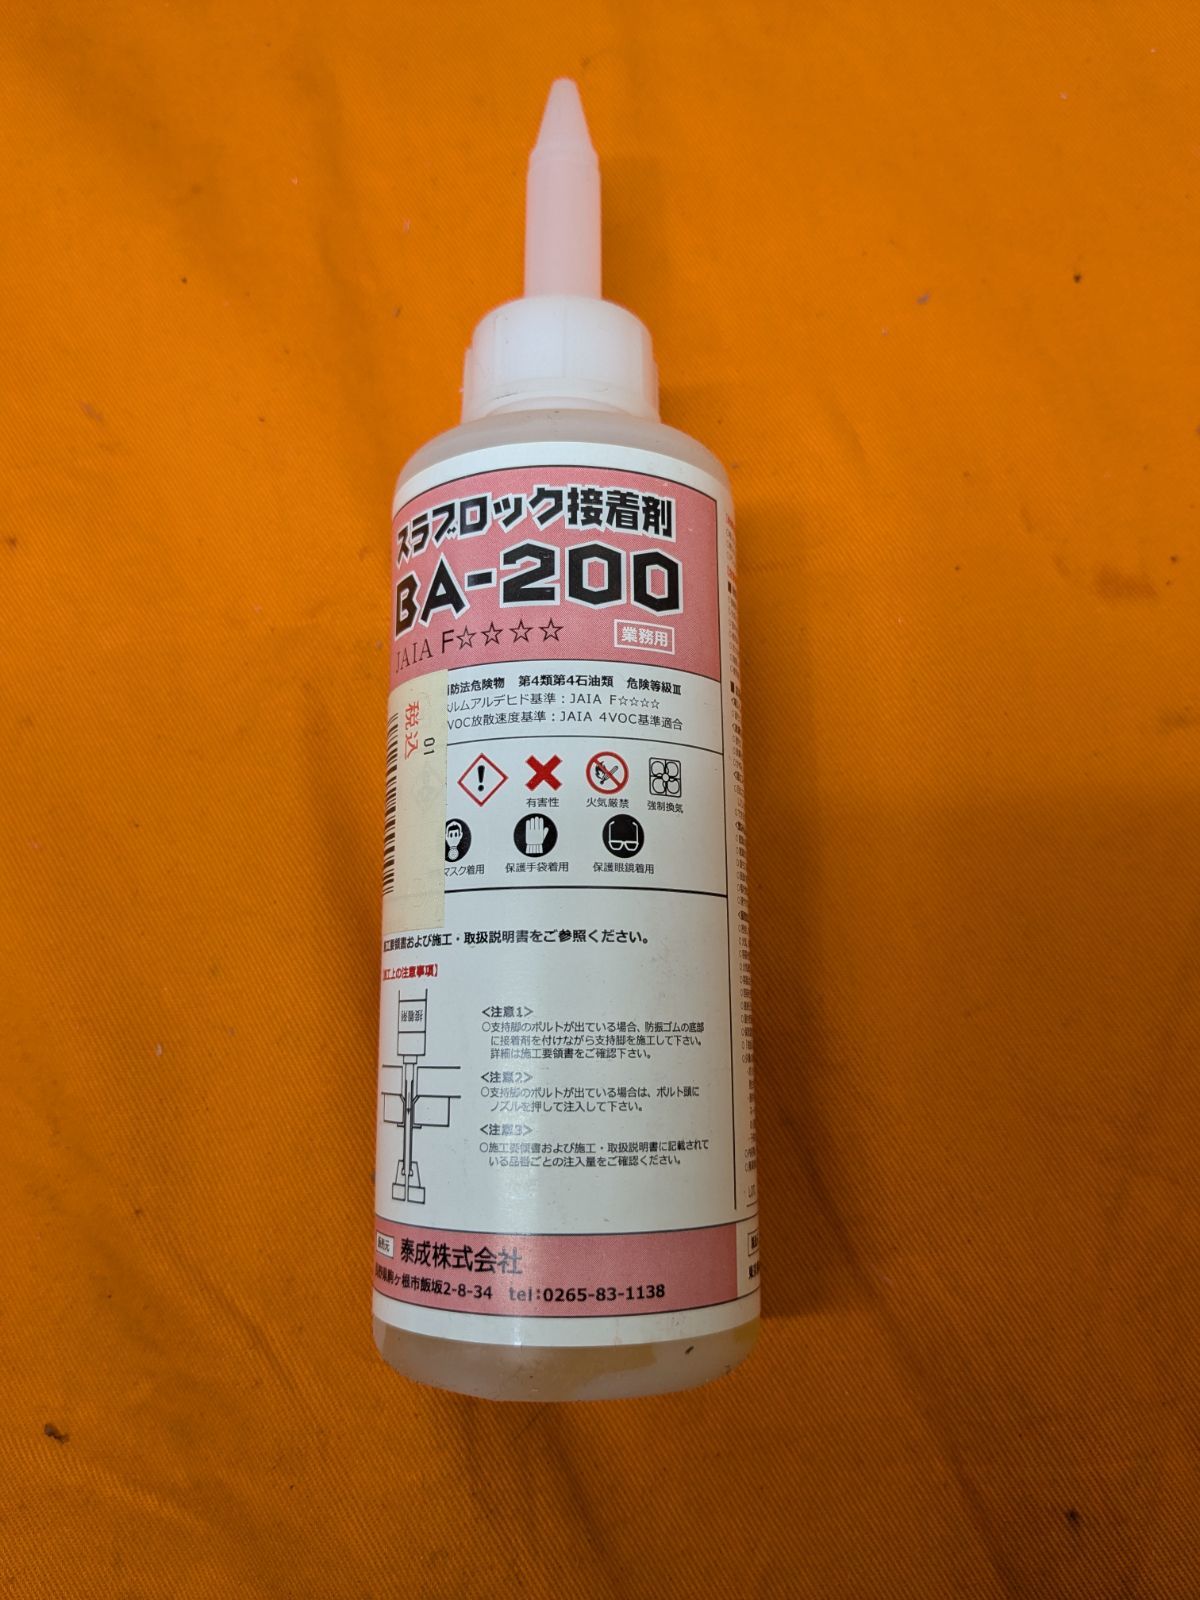 スラブロック接着剤
BA-200
JAIA F☆☆☆☆
業務用
防法危険物 第4類第4石油類 危険等級Ⅲ
ルムアルデヒド基準：JAIA F☆☆☆☆
VOC放散速度基準：JAIA 4VOC基準適合
税込
01
有害性
火気厳禁
強制換気
マスク着用
保護手袋着用
保護眼鏡着用
工要領書および施工・取扱説明書をご参照ください。
工上の注意事項】
接着剤
<注意1>
○支持脚のボルトが出ている場合、防振ゴムの底部
に接着剤を付けながら支持脚を施工して下さい。
詳細は施工要領書をご確認下さい。
<注意2>
○支持脚のボルトが出ている場合は、ボルト頭に
ノズルを押して注入して下さい。
<注意3>
○施工要領書および施工・取扱説明書に記載されて
いる品番ごとの注入量をご確認ください。
泰成株式会社
県駒ケ根市飯坂2-8-34 tel:0265-83-1138